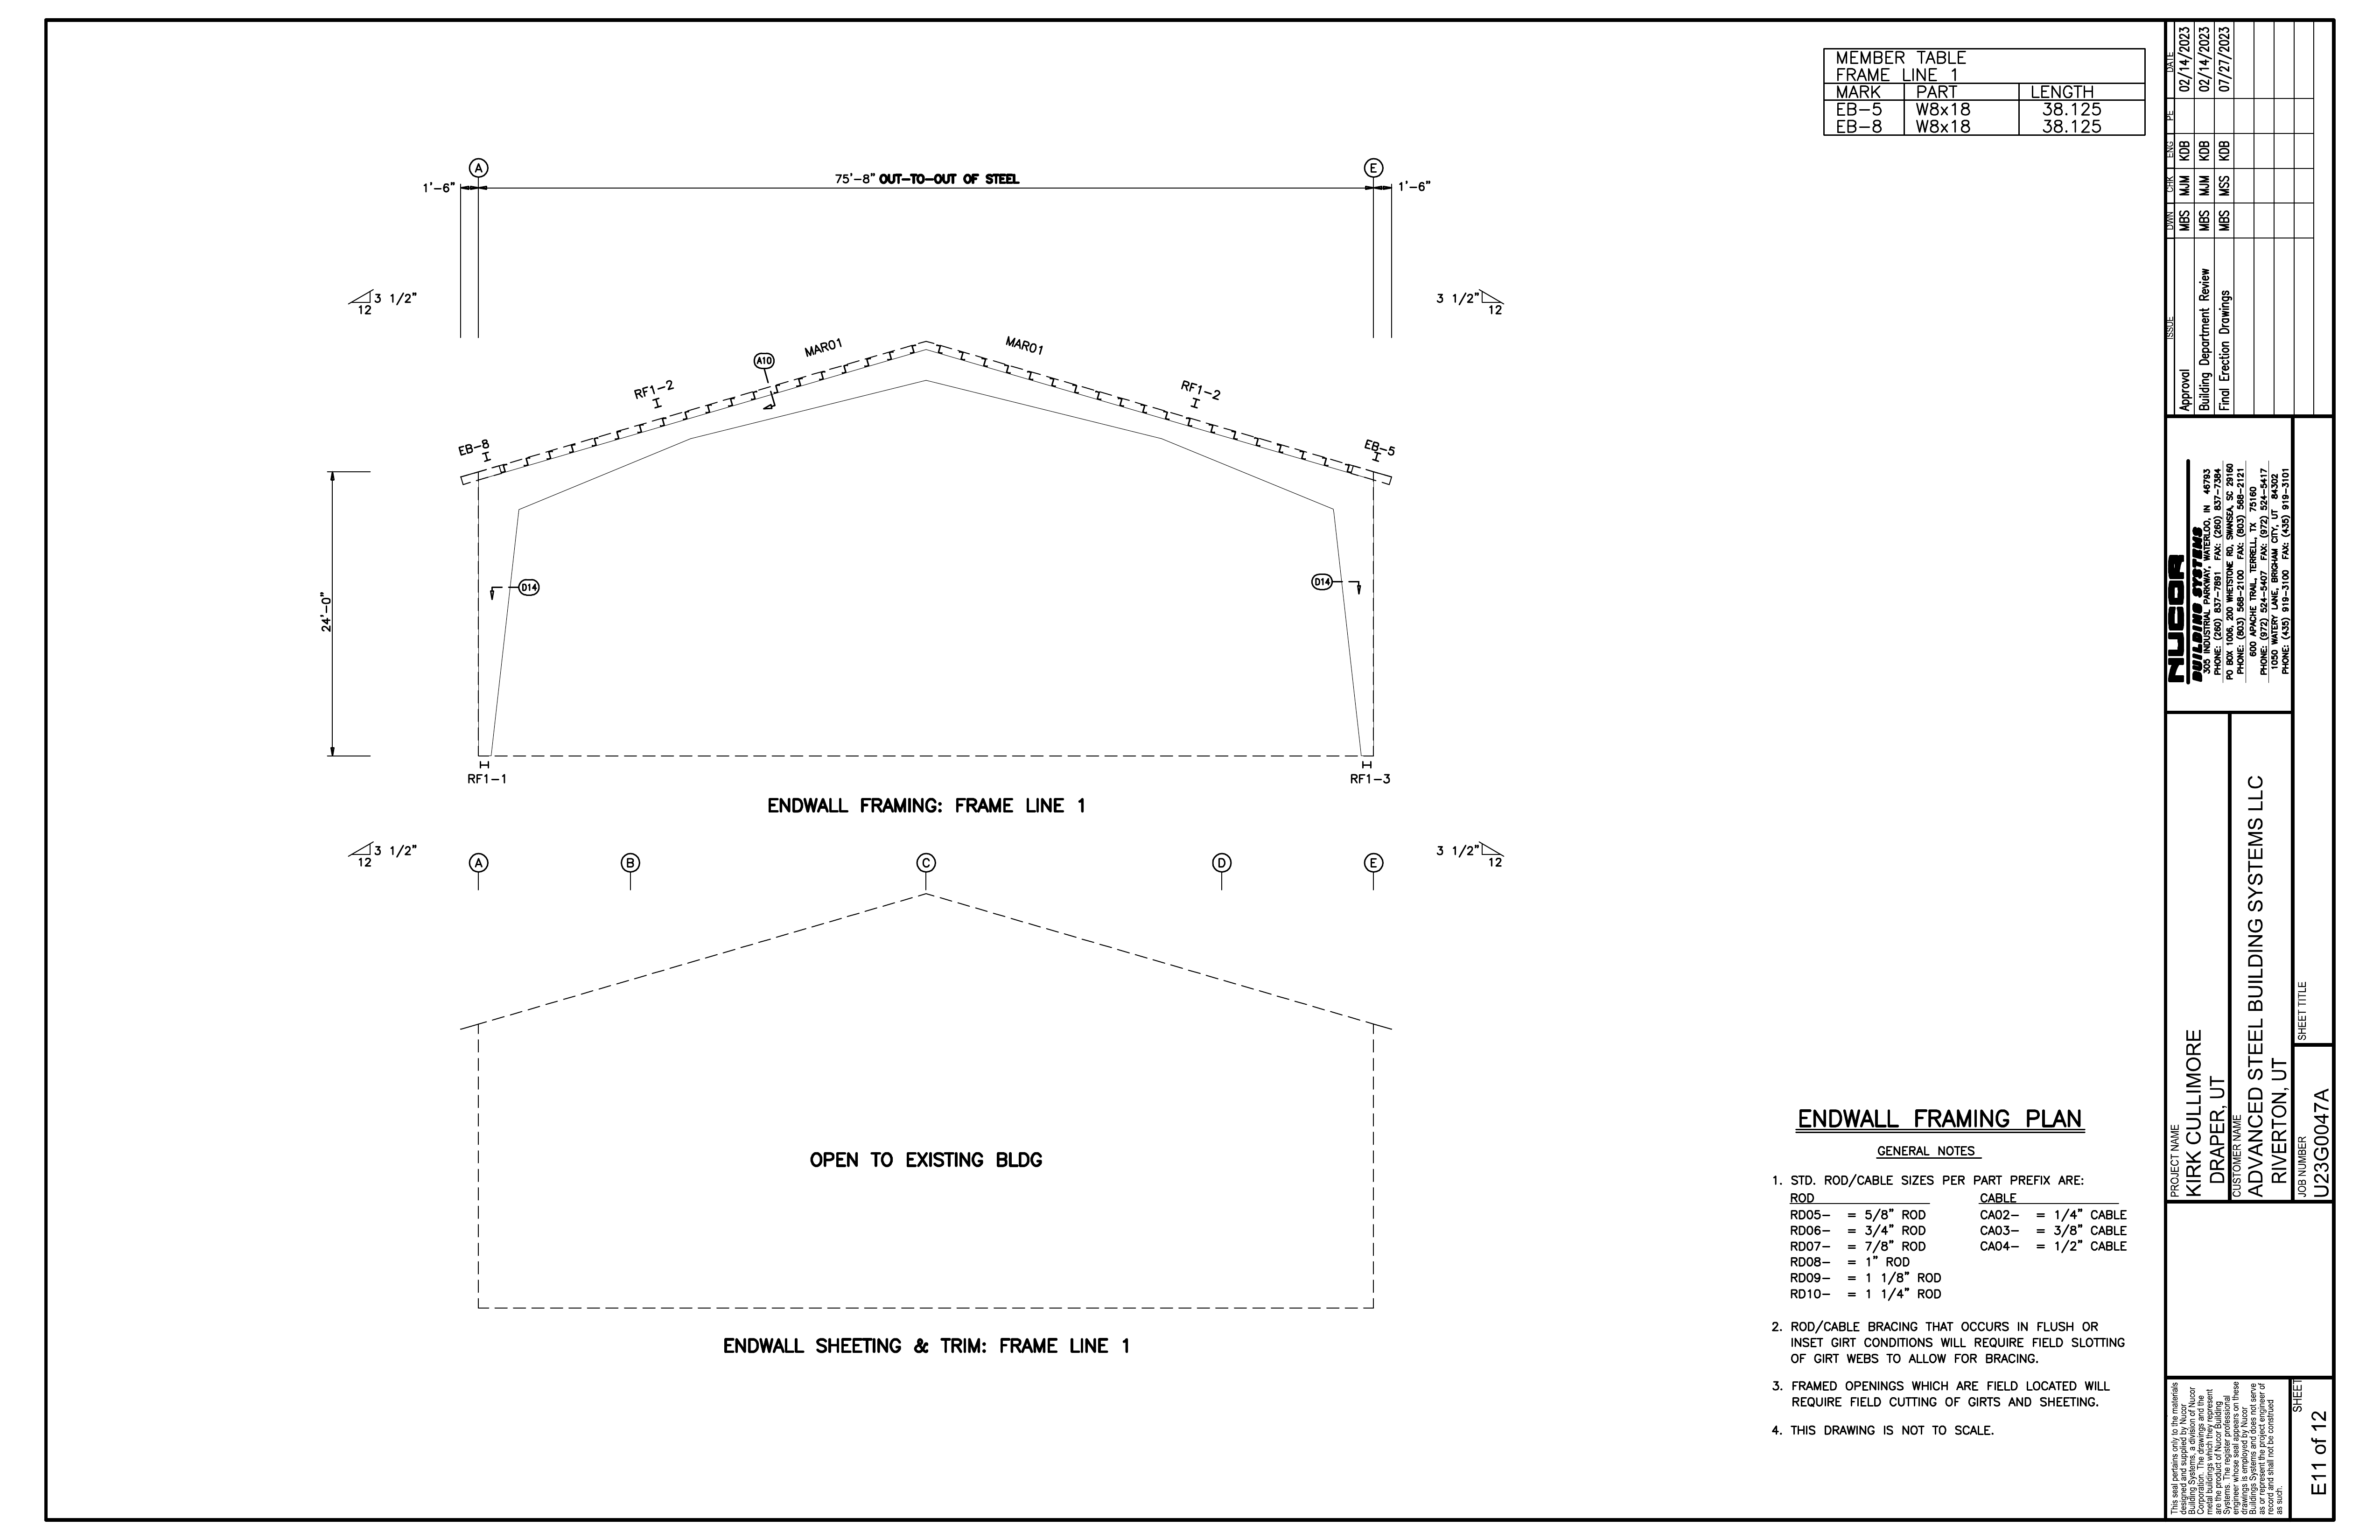 MEMBER TABLE
FRAME LINE 1
MARK PART LENGTH
EB-5 W8x18 38.125
EB-8 W8x18 38.125
A E
1'-6" 75'-8" OUT-TO-OUT OF STEEL 1'-6"
3 1/2" 3 1/2"
12 12
MAR01 MAR01
A10
RF1-2 RF1-2
EB-8 EB-5
D14 D14
24'-0"
RF1-1 RF1-3
ENDWALL FRAMING: FRAME LINE 1
3 1/2" 3 1/2"
12 12
A B C D E
OPEN TO EXISTING BLDG
ENDWALL SHEETING & TRIM: FRAME LINE 1
ENDWALL FRAMING PLAN
GENERAL NOTES
1. STD. ROD/CABLE SIZES PER PART PREFIX ARE:
ROD CABLE
RD05- = 5/8" ROD CA02- = 1/4" CABLE
RD06- = 3/4" ROD CA03- = 3/8" CABLE
RD07- = 7/8" ROD CA04- = 1/2" CABLE
RD08- = 1" ROD
RD09- = 1 1/8" ROD
RD10- = 1 1/4" ROD
2. ROD/CABLE BRACING THAT OCCURS IN FLUSH OR
INSET GIRT CONDITIONS WILL REQUIRE FIELD SLOTTING
OF GIRT WEBS TO ALLOW FOR BRACING.
3. FRAMED OPENINGS WHICH ARE FIELD LOCATED WILL
REQUIRE FIELD CUTTING OF GIRTS AND SHEETING.
4. THIS DRAWING IS NOT TO SCALE.
ISSUE DWN CHK ENG PE DATE
Approval MBS MJM KDB 02/14/2023
Building Department Review MBS MJM KDB 02/14/2023
Final Erection Drawings MBS MSS KDB 07/27/2023
NUCOR
BUILDING SYSTEMS
305 INDUSTRIAL PARKWAY, WATERLOO, IN 46793
PHONE: (260) 837-7891 FAX: (260) 837-7384
PO BOX 1006, 200 WHETSTONE RD, SWANSEA, SC 29160
PHONE: (803) 568-2100 FAX: (803) 568-2121
600 APACHE TRAIL, TERRELL, TX 75160
PHONE: (972) 524-5407 FAX: (972) 524-5417
1050 WATERY LANE, BRIGHAM CITY, UT 84302
PHONE: (435) 919-3100 FAX: (435) 919-3101
PROJECT NAME
KIRK CULLIMORE
DRAPER, UT
CUSTOMER NAME
ADVANCED STEEL BUILDING SYSTEMS LLC
RIVERTON, UT
JOB NUMBER
U23G0047A
SHEET TITLE
This seal pertains only to the materials
designed and supplied by Nucor
Building Systems, a division of Nucor
Corporation. The drawings and the
metal buildings which they represent
are the product of Nucor Building
Systems. The register professional
engineer whose seal appears on these
drawings is employed by Nucor
Buildings Systems and does not serve
as or represent the project engineer of
record and shall not be construed
as such.
SHEET
E11 of 12